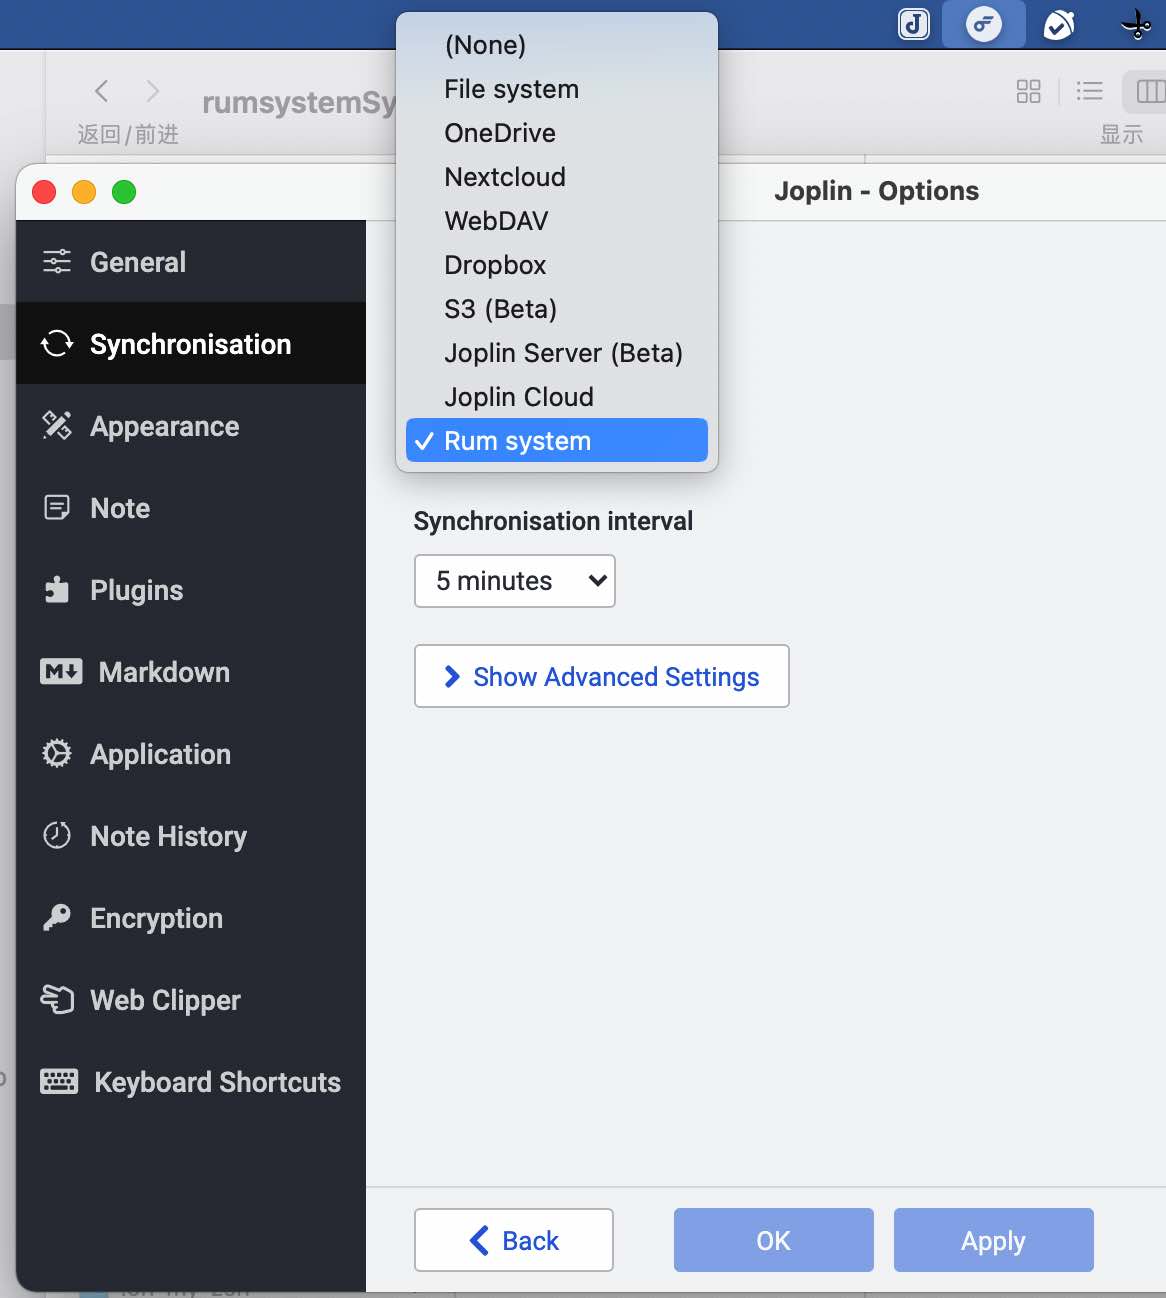 rumsystemSy
返回/前进
显示
(None)
File system
OneDrive
Nextcloud
WebDAV
Dropbox
S3 (Beta)
Joplin Server (Beta)
Joplin Cloud
✓ Rum system
Joplin - Options
General
Synchronisation
Appearance
Note
Plugins
Markdown
Application
Note History
Encryption
Web Clipper
Keyboard Shortcuts
Synchronisation interval
5 minutes
Show Advanced Settings
Back
OK
Apply